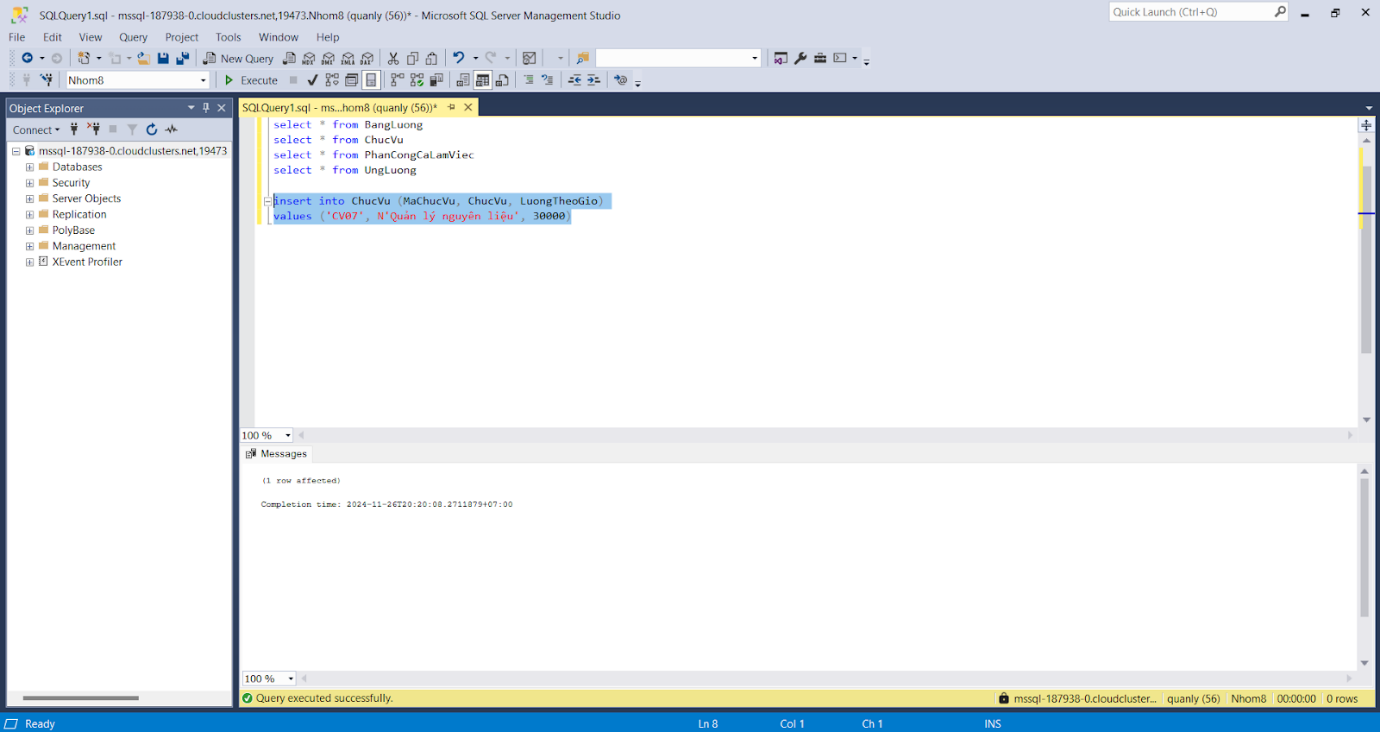 SQLQuery1.sql - mssql-187938-0.cloudclusters.net,19473.Nhom8 (quanly (56))* - Microsoft SQL Server Management Studio
Quick Launch (Ctrl+Q)
File Edit View Query Project Tools Window Help
New Query
Nhom8
Execute
Object Explorer
SQLQuery1.sql - ms...hom8 (quanly (56))*
Connect
mssql-187938-0.cloudclusters.net,19473
Databases
Security
Server Objects
Replication
PolyBase
Management
XEvent Profiler
select * from BangLuong
select * from ChucVu
select * from PhanCongCaLamViec
select * from UngLuong
insert into ChucVu (MaChucVu, ChucVu, LuongTheoGio)
values ('CV07', N'Quản lý nguyên liệu', 30000)
100 %
Messages
(1 row affected)
Completion time: 2024-11-26T20:20:08.2711879+07:00
100 %
Query executed successfully.
mssql-187938-0.cloudcluster... quanly (56) Nhom8 00:00:00 0 rows
Ready
Ln 8 Col 1 Ch 1 INS